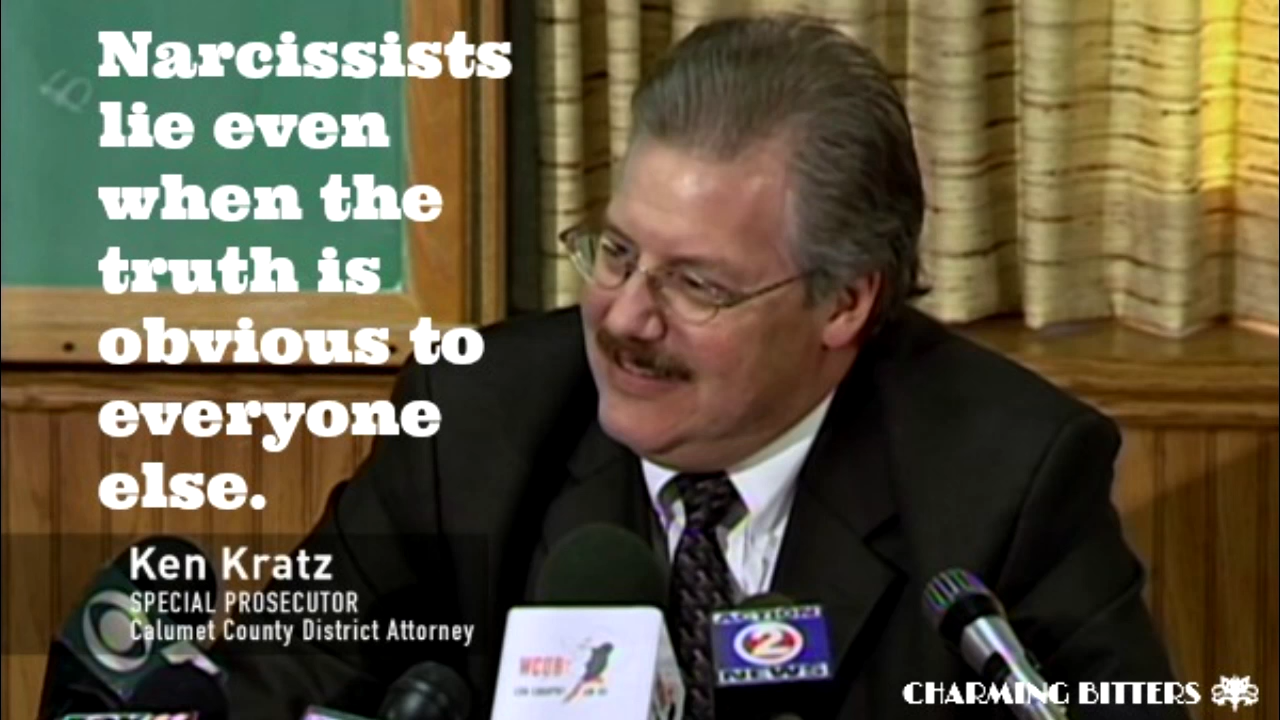 Narcissists
lie even
when the
truth is
obvious to
everyone
else.
Ken Kratz
SPECIAL PROSECUTOR
Calumet County District Attorney
ACTION
2
NEWS
CHARMING BITTERS